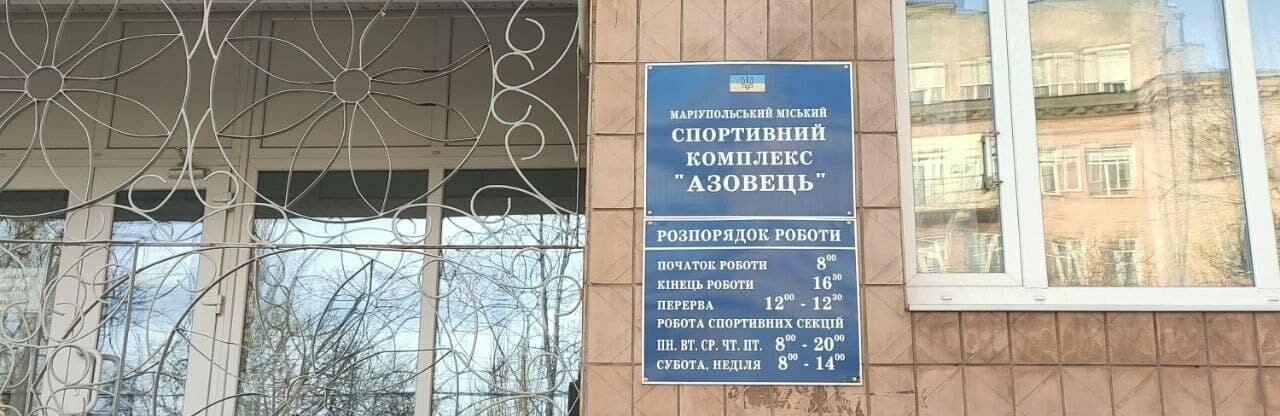 МАРІУПОЛЬСЬКИЙ МІСЬКИЙ
СПОРТИВНИЙ
КОМПЛЕКС
"АЗОВЕЦЬ"
РОЗПОРЯДОК РОБОТИ
ПОЧАТОК РОБОТИ 8⁰⁰
КІНЕЦЬ РОБОТИ 16³⁰
ПЕРЕРВА 12⁰⁰ - 12³⁰
РОБОТА СПОРТИВНИХ СЕКЦІЙ
ПН. ВТ. СР. ЧТ. ПТ. 8⁰⁰ - 20⁰⁰
СУБОТА, НЕДІЛЯ 8⁰⁰ - 14⁰⁰